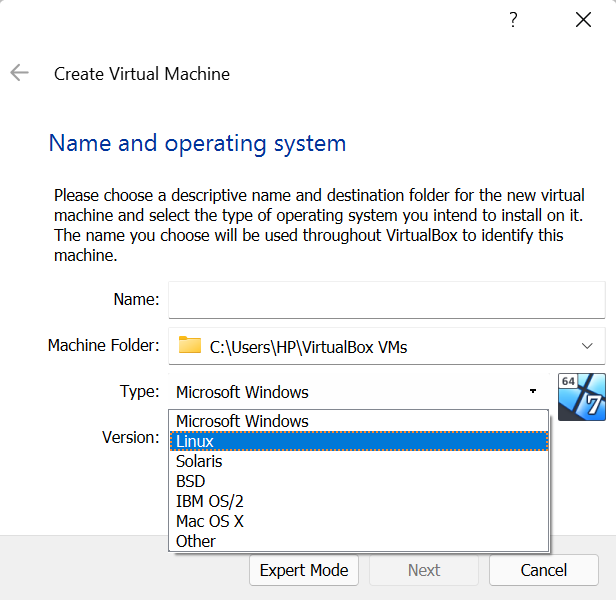 ?
Create Virtual Machine
Name and operating system
Please choose a descriptive name and destination folder for the new virtual
machine and select the type of operating system you intend to install on it.
The name you choose will be used throughout VirtualBox to identify this
machine.
Name:
Machine Folder: C:\Users\HP\VirtualBox VMs
Type: Microsoft Windows
64
7
Version:
Microsoft Windows
Linux
Solaris
BSD
IBM OS/2
Mac OS X
Other
Expert Mode Next Cancel